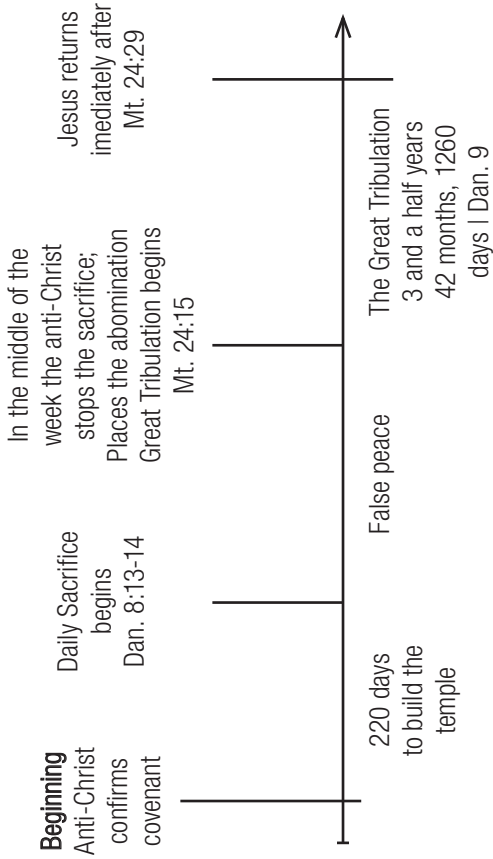 Beginning
Anti-Christ
confirms
covenant
Daily Sacrifice
begins
Dan. 8:13-14
In the middle of the
week the anti-Christ
stops the sacrifice;
Places the abomination
Great Tribulation begins
Mt. 24:15
Jesus returns
imediately after
Mt. 24:29
220 days
to build the
temple
False peace
The Great Tribulation
3 and a half years
42 months, 1260
days | Dan. 9